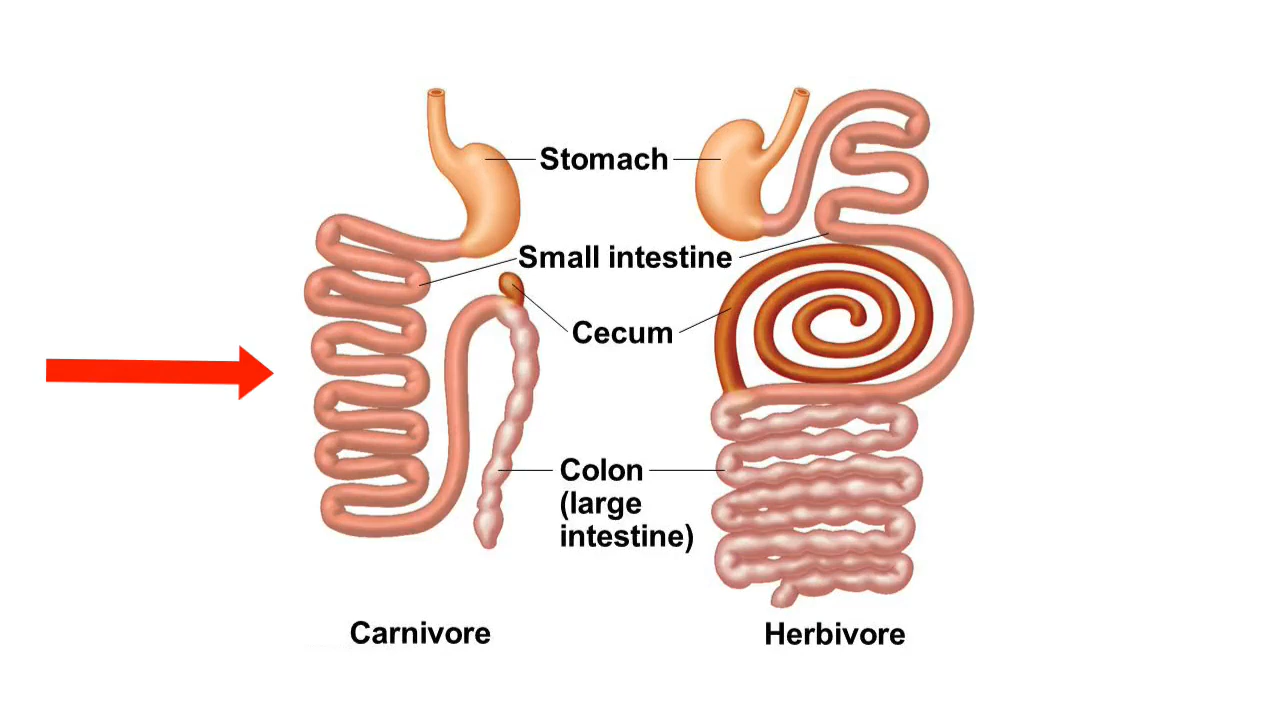 Stomach
Small intestine
Cecum
Colon
(large
intestine)
Carnivore
Herbivore